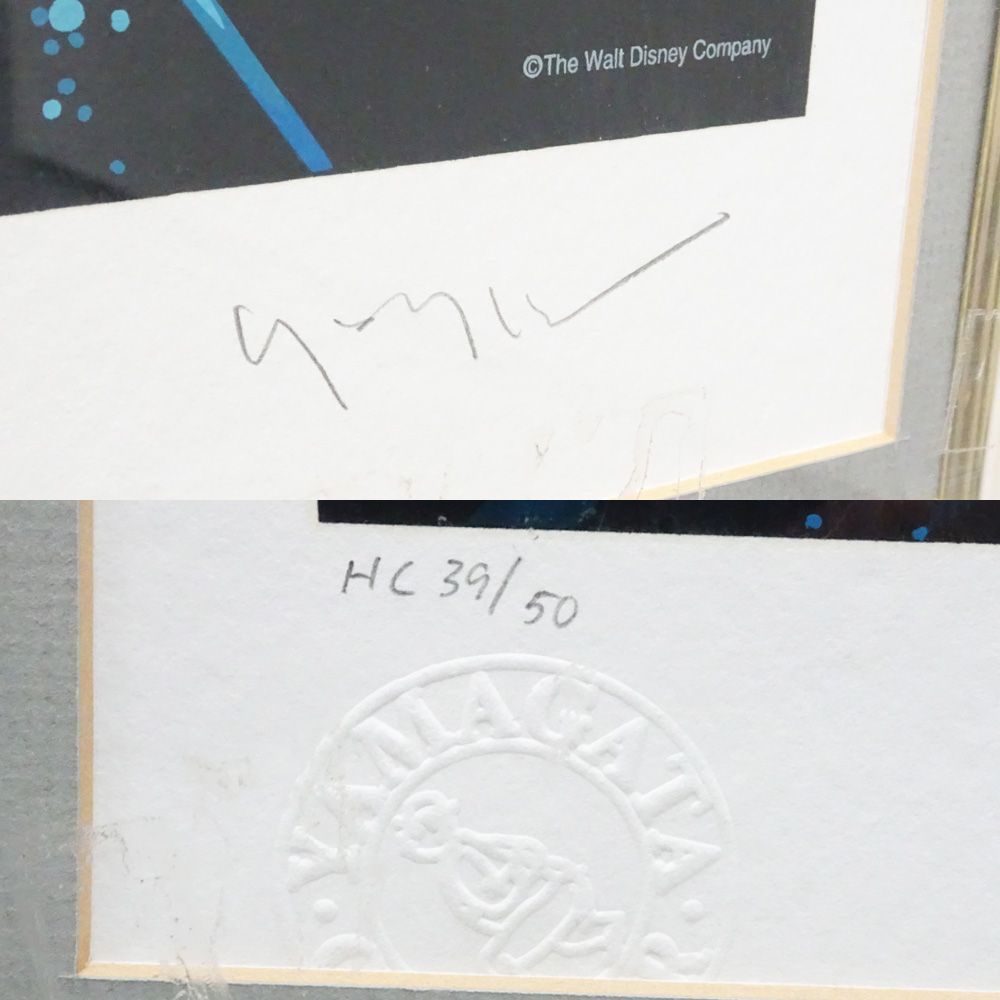 ©The Walt Disney Company
HC 39/50
YAMAGATA